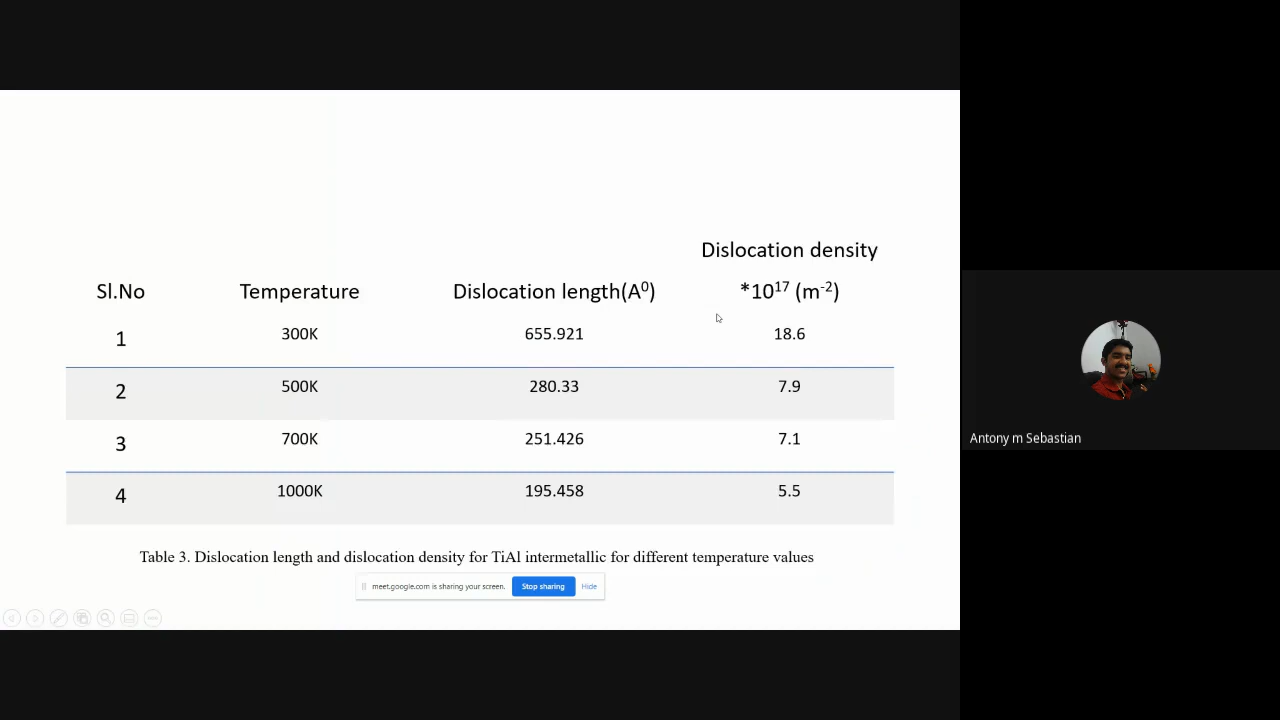 Dislocation density
Sl.No Temperature Dislocation length(A⁰) *10¹⁷ (m⁻²)
1 300K 655.921 18.6
2 500K 280.33 7.9
3 700K 251.426 7.1
4 1000K 195.458 5.5
Table 3. Dislocation length and dislocation density for TiAl intermetallic for different temperature values
meet.google.com is sharing your screen. Stop sharing Hide
Antony m Sebastian